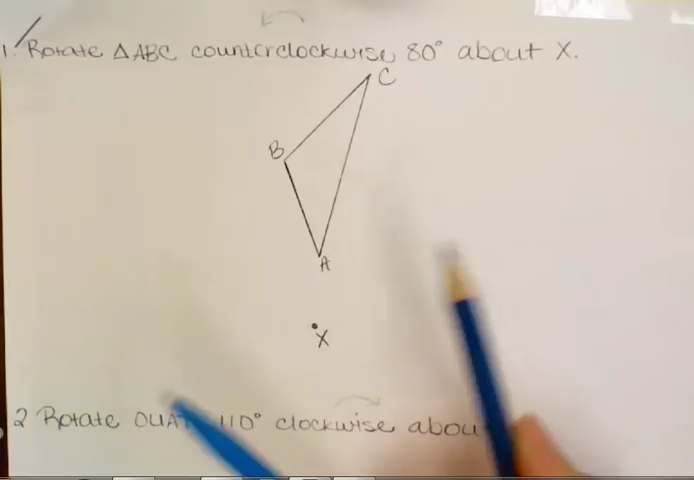 1. Rotate △ABC counterclockwise 80° about X.
C
B
A
X
2 Rotate 110° clockwise